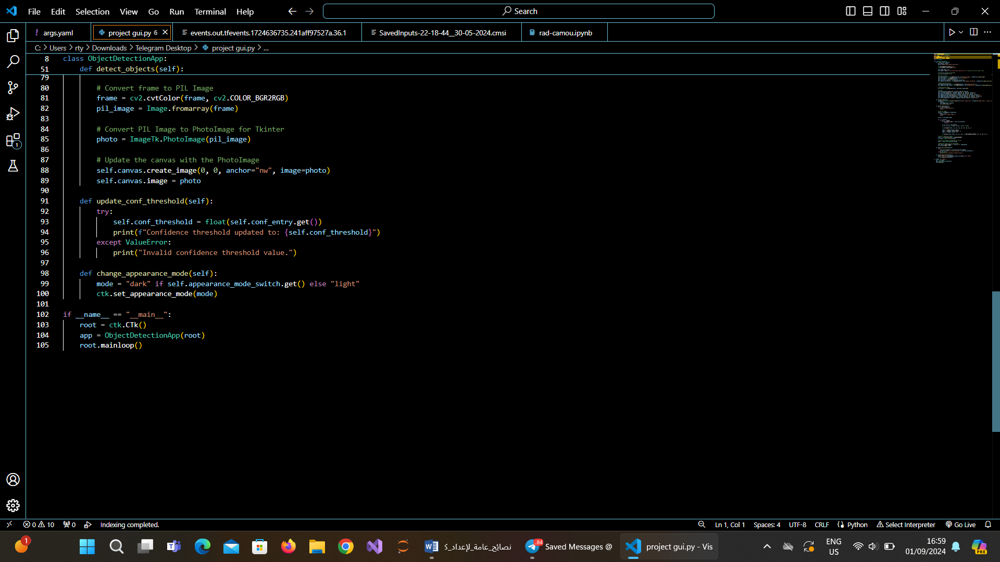 File Edit Selection View Go Run Terminal Help
Search
! args.yaml
project gui.py 6
events.out.tfevents.1724636735.241aff97527a.36.1
SavedInputs-22-18-44__30-05-2024.cmsi
rad-camou.ipynb
C: > Users > rty > Downloads > Telegram Desktop > project gui.py > ...
8 class ObjectDetectionApp:
51 def detect_objects(self):
79
80 # Convert frame to PIL Image
81 frame = cv2.cvtColor(frame, cv2.COLOR_BGR2RGB)
82 pil_image = Image.fromarray(frame)
83
84 # Convert PIL Image to PhotoImage for Tkinter
85 photo = ImageTk.PhotoImage(pil_image)
86
87 # Update the canvas with the PhotoImage
88 self.canvas.create_image(0, 0, anchor="nw", image=photo)
89 self.canvas.image = photo
90
91 def update_conf_threshold(self):
92 try:
93 self.conf_threshold = float(self.conf_entry.get())
94 print(f"Confidence threshold updated to: {self.conf_threshold}")
95 except ValueError:
96 print("Invalid confidence threshold value.")
97
98 def change_appearance_mode(self):
99 mode = "dark" if self.appearance_mode_switch.get() else "light"
100 ctk.set_appearance_mode(mode)
101
102 if __name__ == "__main__":
103 root = ctk.CTk()
104 app = ObjectDetectionApp(root)
105 root.mainloop()
1
0 10 0 Indexing completed.
Ln 1, Col 1 Spaces: 4 UTF-8 CRLF Python Select Interpreter Go Live
1
نصائح_عامة_لإعداد_ك
84 Saved Messages @
project gui.py - Vis
ENG
US
16:59
01/09/2024
PRE